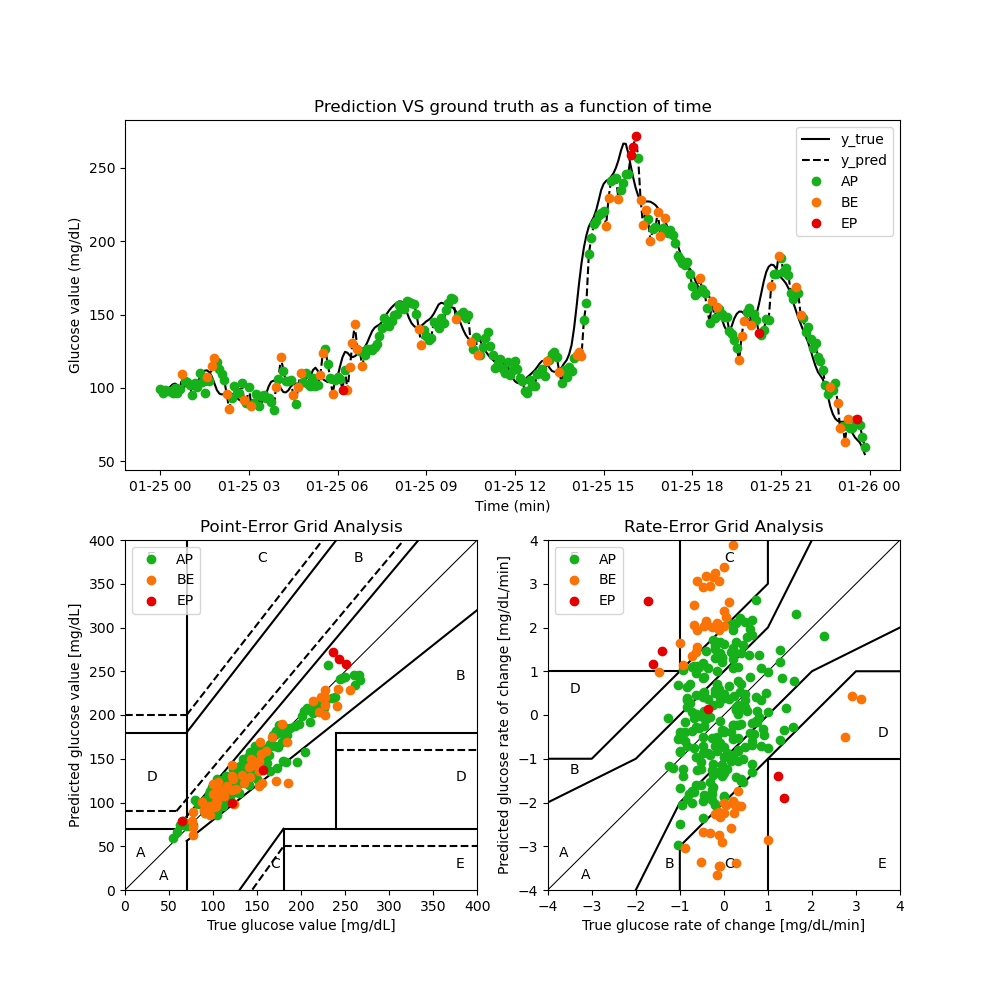 Prediction VS ground truth as a function of time
Glucose value (mg/dL)
250
200
150
100
50
y_true
y_pred
AP
BE
EP
01-25 00 01-25 03 01-25 06 01-25 09 01-25 12 01-25 15 01-25 18 01-25 21 01-26 00
Time (min)
Point-Error Grid Analysis
Predicted glucose value [mg/dL]
400
350
300
250
200
150
100
50
0
AP
BE
EP
C
B
B
D
D
A
A
C
E
0 50 100 150 200 250 300 350 400
True glucose value [mg/dL]
Rate-Error Grid Analysis
Predicted glucose rate of change [mg/dL/min]
4
3
2
1
0
−1
−2
−3
−4
AP
BE
EP
C
D
D
B
A
A
B
C
E
−4 −3 −2 −1 0 1 2 3 4
True glucose rate of change [mg/dL/min]